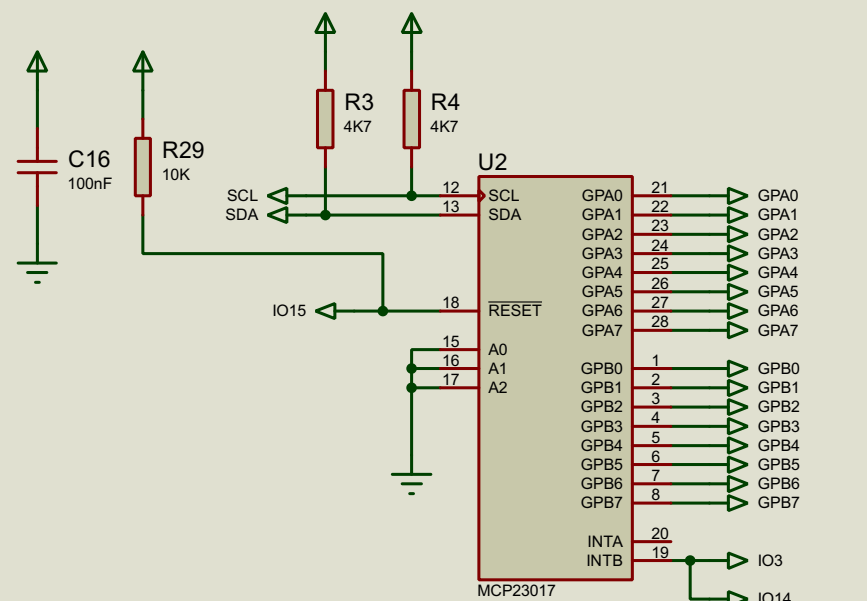 C16
100nF
R29
10K
R3
4K7
R4
4K7
U2
SCL
SDA
IO15
12
13
18
15
16
17
SCL
SDA
RESET
A0
A1
A2
GPA0
GPA1
GPA2
GPA3
GPA4
GPA5
GPA6
GPA7
GPB0
GPB1
GPB2
GPB3
GPB4
GPB5
GPB6
GPB7
INTA
INTB
21
22
23
24
25
26
27
28
1
2
3
4
5
6
7
8
20
19
GPA0
GPA1
GPA2
GPA3
GPA4
GPA5
GPA6
GPA7
GPB0
GPB1
GPB2
GPB3
GPB4
GPB5
GPB6
GPB7
IO3
IO14
MCP23017